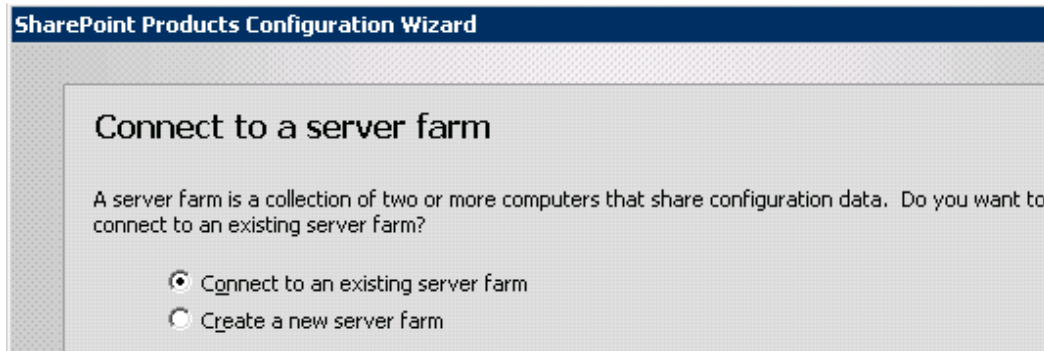 SharePoint Products Configuration Wizard
Connect to a server farm
A server farm is a collection of two or more computers that share configuration data.  Do you want to
connect to an existing server farm?
Connect to an existing server farm
Create a new server farm